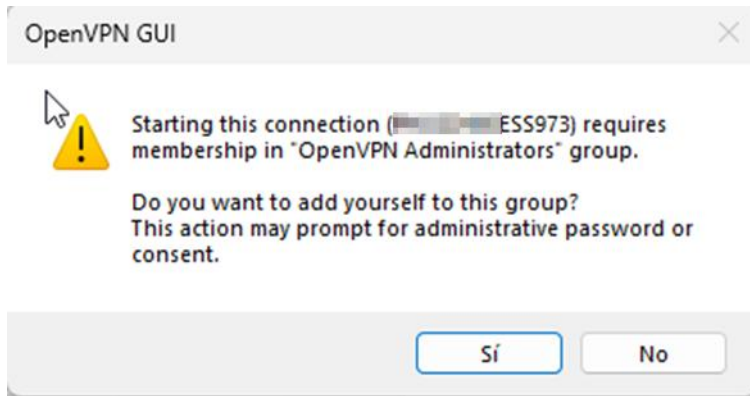 OpenVPN GUI
Starting this connection (ESS973) requires
membership in "OpenVPN Administrators" group.
Do you want to add yourself to this group?
This action may prompt for administrative password or
consent.
Sí
No